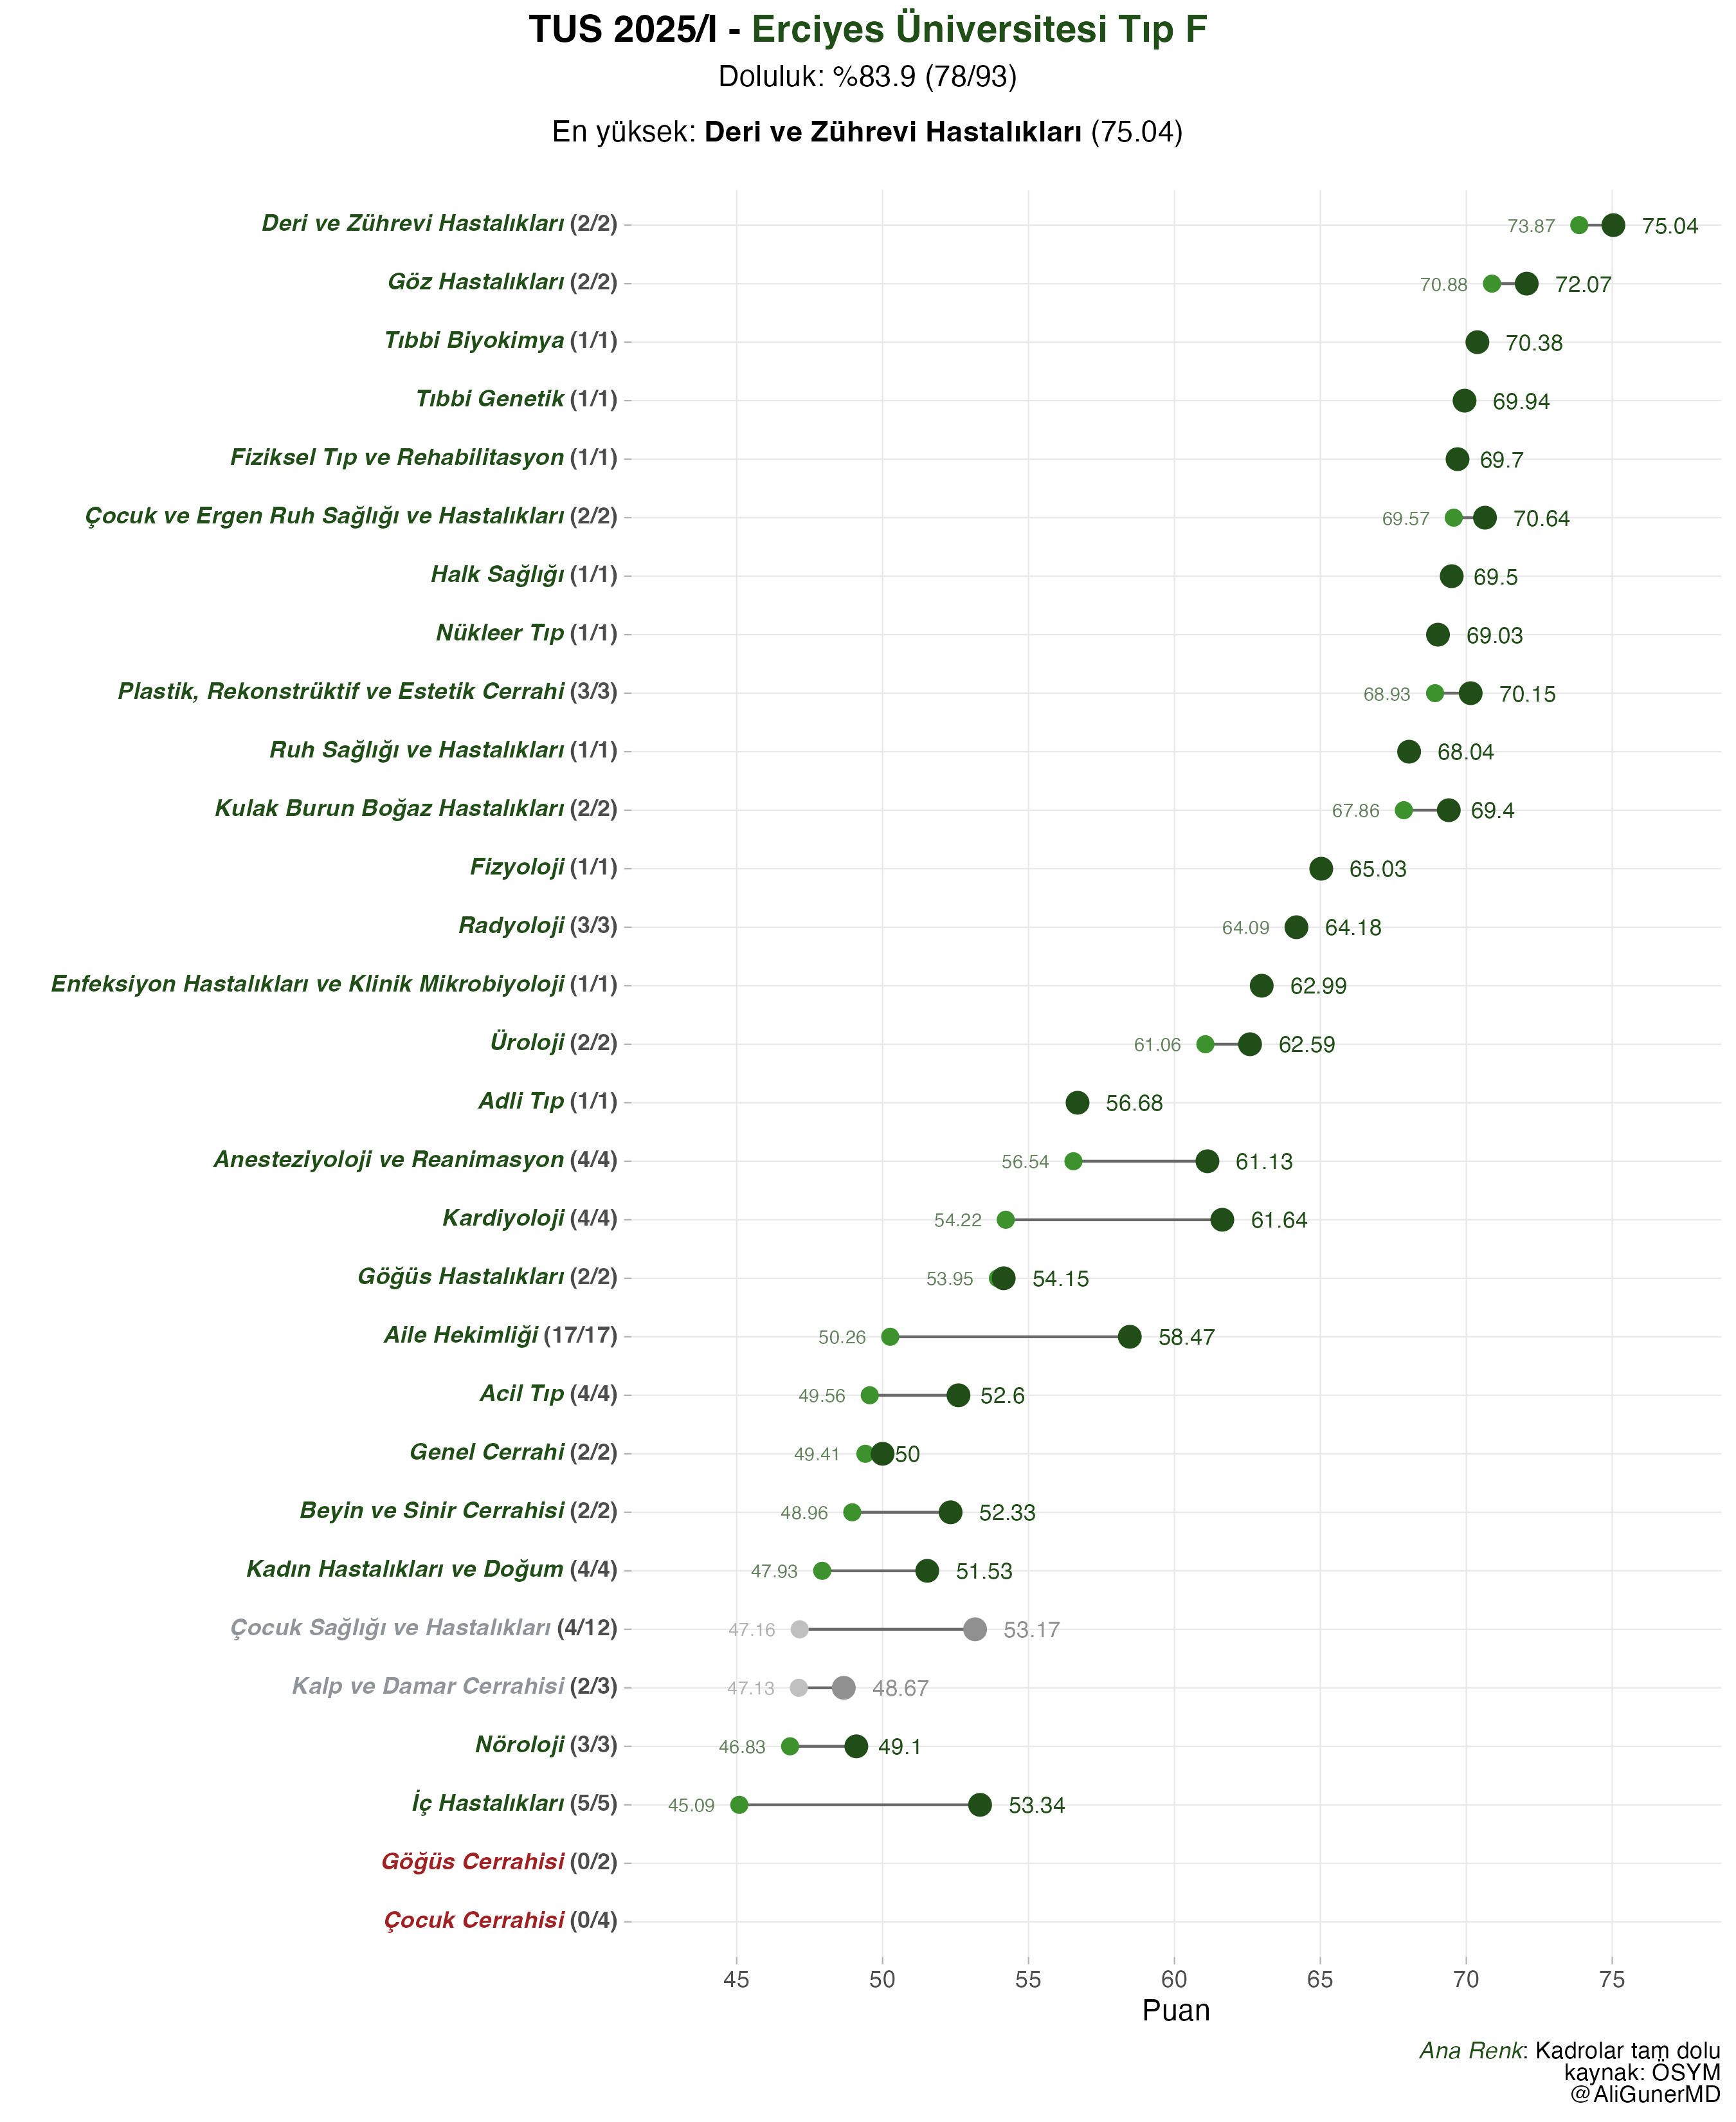 TUS 2025/I - Erciyes Üniversitesi Tıp F
Doluluk: %83.9 (78/93)
En yüksek: Deri ve Zührevi Hastalıkları (75.04)
Deri ve Zührevi Hastalıkları (2/2) 73.87 75.04
Göz Hastalıkları (2/2) 70.88 72.07
Tıbbi Biyokimya (1/1) 70.38
Tıbbi Genetik (1/1) 69.94
Fiziksel Tıp ve Rehabilitasyon (1/1) 69.7
Çocuk ve Ergen Ruh Sağlığı ve Hastalıkları (2/2) 69.57 70.64
Halk Sağlığı (1/1) 69.5
Nükleer Tıp (1/1) 69.03
Plastik, Rekonstrüktif ve Estetik Cerrahi (3/3) 68.93 70.15
Ruh Sağlığı ve Hastalıkları (1/1) 68.04
Kulak Burun Boğaz Hastalıkları (2/2) 67.86 69.4
Fizyoloji (1/1) 65.03
Radyoloji (3/3) 64.09 64.18
Enfeksiyon Hastalıkları ve Klinik Mikrobiyoloji (1/1) 62.99
Üroloji (2/2) 61.06 62.59
Adli Tıp (1/1) 56.68
Anesteziyoloji ve Reanimasyon (4/4) 56.54 61.13
Kardiyoloji (4/4) 54.22 61.64
Göğüs Hastalıkları (2/2) 53.95 54.15
Aile Hekimliği (17/17) 50.26 58.47
Acil Tıp (4/4) 49.56 52.6
Genel Cerrahi (2/2) 49.41 50
Beyin ve Sinir Cerrahisi (2/2) 48.96 52.33
Kadın Hastalıkları ve Doğum (4/4) 47.93 51.53
Çocuk Sağlığı ve Hastalıkları (4/12) 47.16 53.17
Kalp ve Damar Cerrahisi (2/3) 47.13 48.67
Nöroloji (3/3) 46.83 49.1
İç Hastalıkları (5/5) 45.09 53.34
Göğüs Cerrahisi (0/2)
Çocuk Cerrahisi (0/4)
45 50 55 60 65 70 75
Puan
Ana Renk: Kadrolar tam dolu
kaynak: ÖSYM
@AliGunerMD